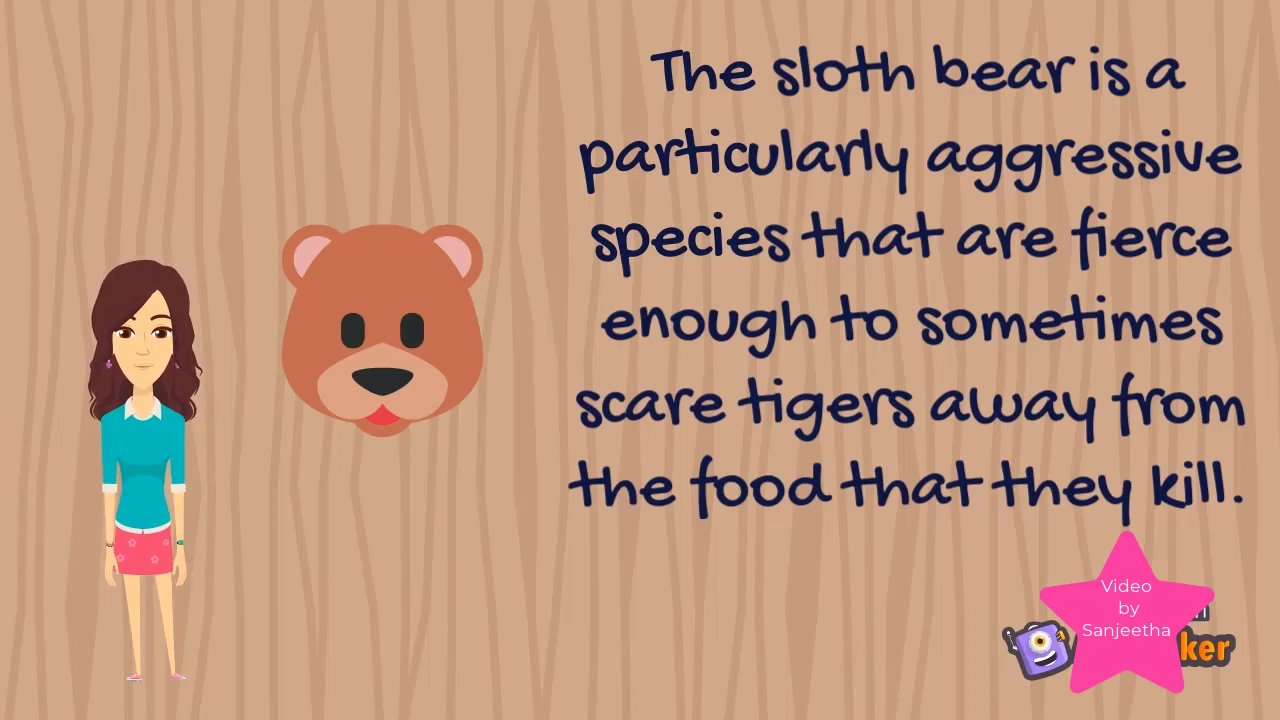 The sloth bear is a
particularly aggressive
species that are fierce
enough to sometimes
scare tigers away from
the food that they kill.
Video
by
Sanjeetha
ker